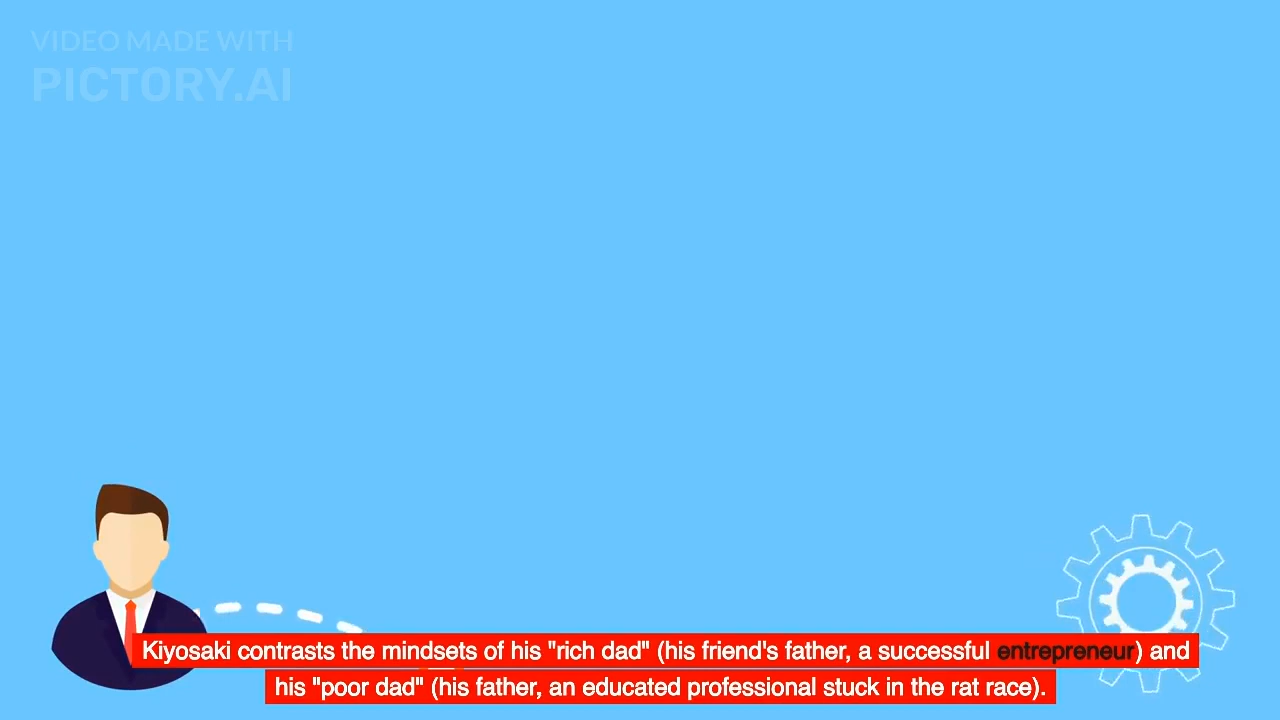 VIDEO MADE WITH
PICTORY.AI
Kiyosaki contrasts the mindsets of his "rich dad" (his friend's father, a successful entrepreneur) and
his "poor dad" (his father, an educated professional stuck in the rat race).